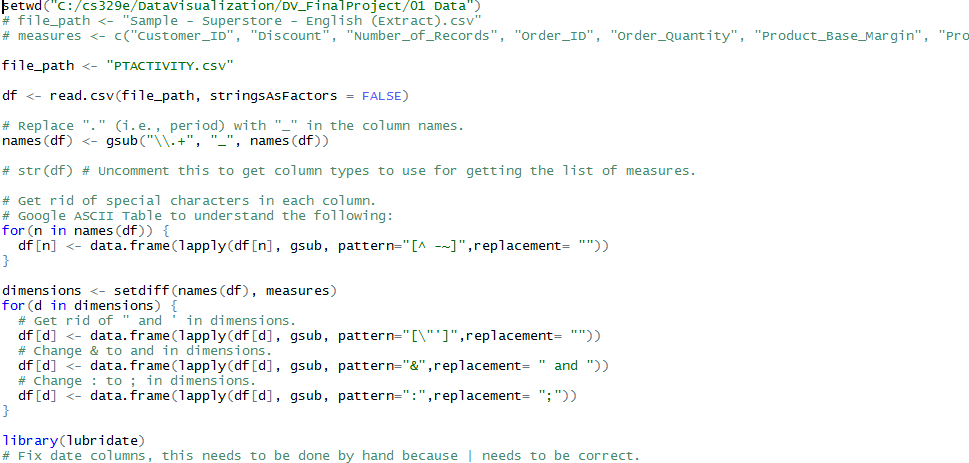 setwd("C:/cs329e/DataVisualization/DV_FinalProject/01 Data")
# file_path <- "Sample - Superstore - English (Extract).csv"
# measures <- c("Customer_ID", "Discount", "Number_of_Records", "Order_ID", "Order_Quantity", "Product_Base_Margin", "Pro
file_path <- "PTACTIVITY.csv"
df <- read.csv(file_path, stringsAsFactors = FALSE)
# Replace "." (i.e., period) with "_" in the column names.
names(df) <- gsub("\\.+", "_", names(df))
# str(df) # Uncomment this to get column types to use for getting the list of measures.
# Get rid of special characters in each column.
# Google ASCII Table to understand the following:
for(n in names(df)) {
  df[n] <- data.frame(lapply(df[n], gsub, pattern="[^ -~]",replacement= ""))
}
dimensions <- setdiff(names(df), measures)
for(d in dimensions) {
  # Get rid of " and ' in dimensions.
  df[d] <- data.frame(lapply(df[d], gsub, pattern="[\"']",replacement= ""))
  # Change & to and in dimensions.
  df[d] <- data.frame(lapply(df[d], gsub, pattern="&",replacement= " and "))
  # Change : to ; in dimensions.
  df[d] <- data.frame(lapply(df[d], gsub, pattern=":",replacement= ";"))
}
library(lubridate)
# Fix date columns, this needs to be done by hand because | needs to be correct.